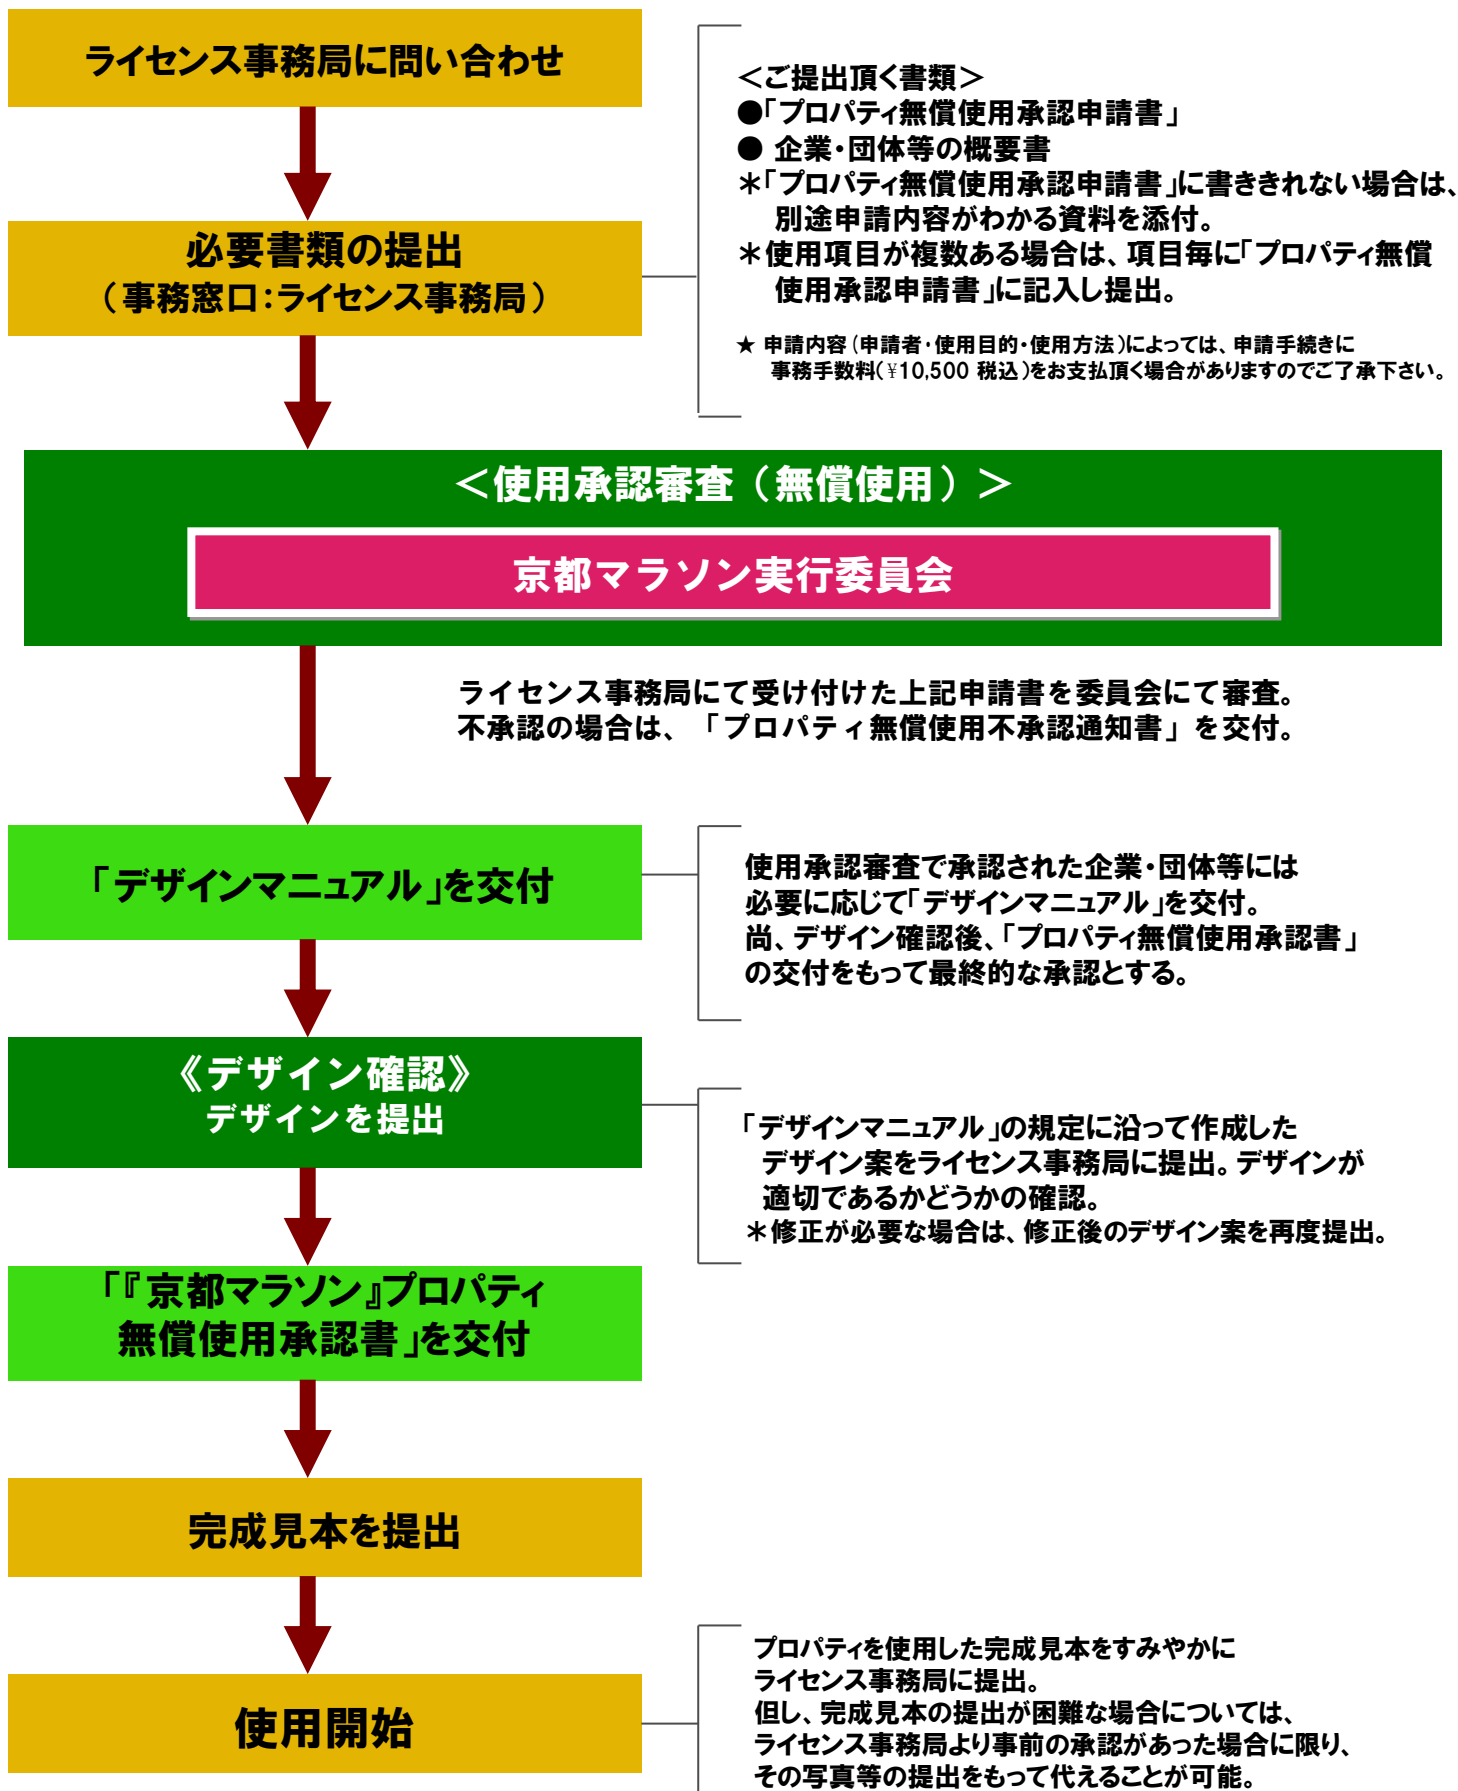 ライセンス事務局に問い合わせ
＜ご提出頂く書類＞
●「プロパティ無償使用承認申請書」
● 企業・団体等の概要書
＊「プロパティ無償使用承認申請書」に書ききれない場合は、
別途申請内容がわかる資料を添付。
＊使用項目が複数ある場合は、項目毎に「プロパティ無償
使用承認申請書」に記入し提出。
★ 申請内容（申請者・使用目的・使用方法）によっては、申請手続きに
事務手数料（¥10,500 税込）をお支払頂く場合がありますのでご了承下さい。
必要書類の提出
（事務窓口：ライセンス事務局）
＜使用承認審査（無償使用）＞
京都マラソン実行委員会
ライセンス事務局にて受け付けた上記申請書を委員会にて審査。
不承認の場合は、「プロパティ無償使用不承認通知書」を交付。
「デザインマニュアル」を交付
使用承認審査で承認された企業・団体等には
必要に応じて「デザインマニュアル」を交付。
尚、デザイン確認後、「プロパティ無償使用承認書」
の交付をもって最終的な承認とする。
《デザイン確認》
デザインを提出
「デザインマニュアル」の規定に沿って作成した
デザイン案をライセンス事務局に提出。デザインが
適切であるかどうかの確認。
＊修正が必要な場合は、修正後のデザイン案を再度提出。
「『京都マラソン』プロパティ
無償使用承認書」を交付
完成見本を提出
使用開始
プロパティを使用した完成見本をすみやかに
ライセンス事務局に提出。
但し、完成見本の提出が困難な場合については、
ライセンス事務局より事前の承認があった場合に限り、
その写真等の提出をもって代えることが可能。